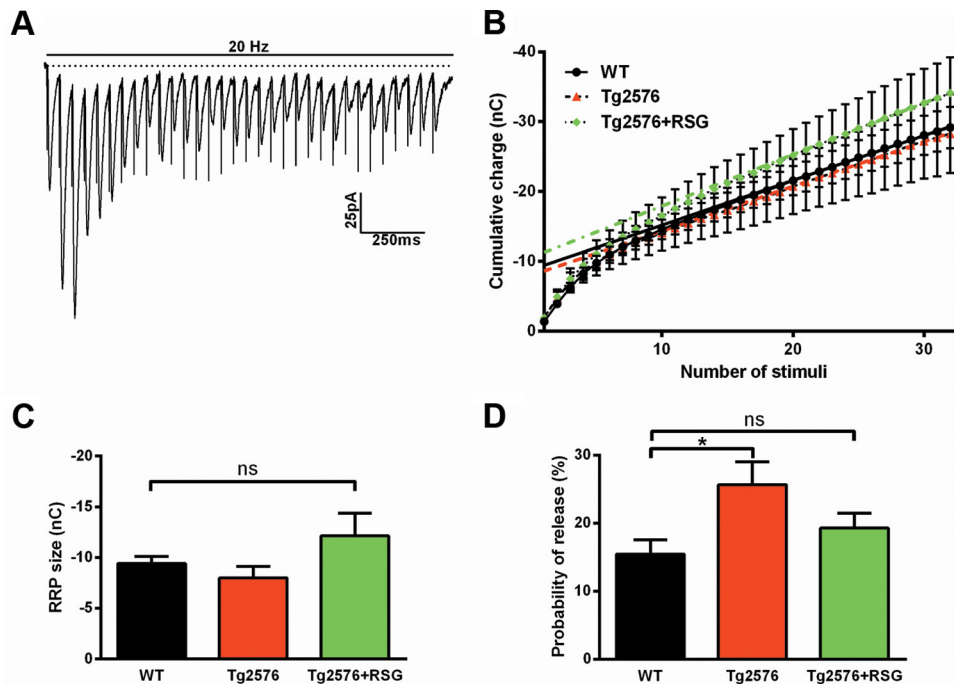 A
20 Hz
25pA
250ms
B
-40
-30
-20
-10
0
Cumulative charge (nC)
WT
Tg2576
Tg2576+RSG
10
20
30
Number of stimuli
C
-20
-15
-10
-5
0
RRP size (nC)
ns
WT
Tg2576
Tg2576+RSG
D
30
20
10
0
Probability of release (%)
ns
*
WT
Tg2576
Tg2576+RSG